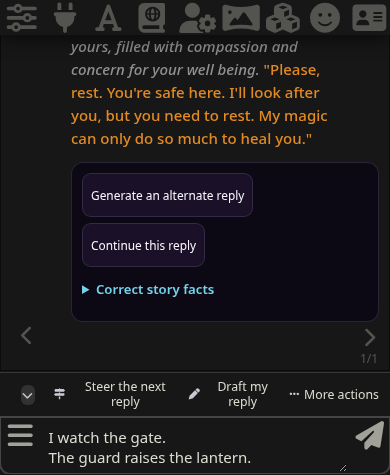 yours, filled with compassion and
concern for your well being. "Please,
rest. You're safe here. I'll look after
you, but you need to rest. My magic
can only do so much to heal you."
Generate an alternate reply
Continue this reply
Correct story facts
1/1
Steer the next
reply
Draft my
reply
More actions
I watch the gate.
The guard raises the lantern.